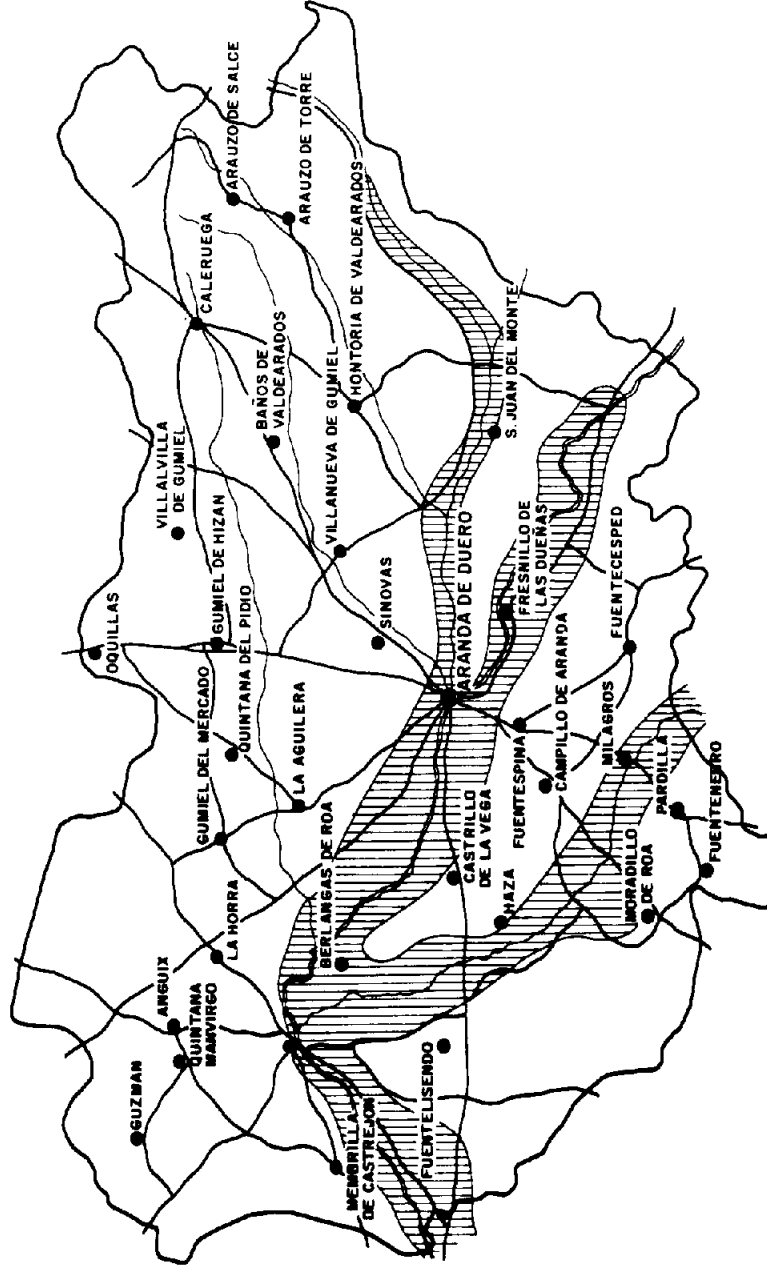 OQUILLAS
VILLALVILLA
DE GUMIEL
GUZMAN
QUINTANA
MANVIRGO
ANGUIX
LA HORRA
GUMIEL DEL MERCADO
QUINTANA DEL PIDIO
GUMIEL DE HIZAN
CALERUEGA
ARAUZO DE SALCE
ARAUZO DE TORRE
BAÑOS DE
VALDEARADOS
LA AGUILERA
VILLANUEVA DE GUMIEL
HONTORIA DE VALDEARADOS
SINOVAS
MEMBRILLA
DE CASTREJON
BERLANGAS DE ROA
ARANDA DE DUERO
S. JUAN DEL MONTE
FUENTELISENDO
CASTRILLO
DE LA VEGA
HAZA
FUENTESPINA
FRESNILLO DE
LAS DUEÑAS
CAMPILLO DE ARANDA
MILAGROS
FUENTECESPED
MORADILLO
DE ROA
PARDILLA
FUENTENEBRO